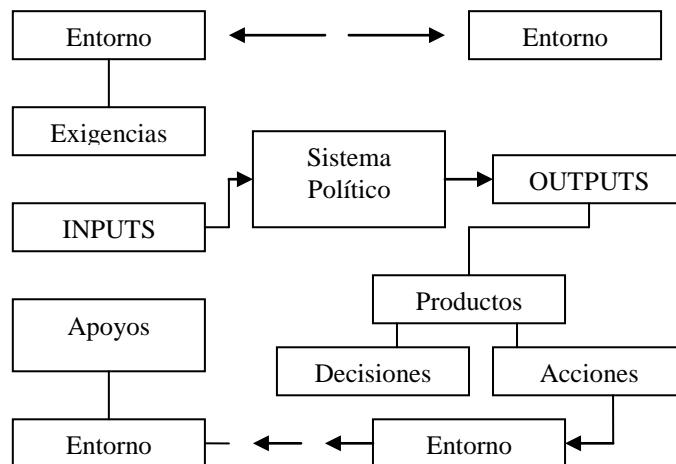 Entorno
Entorno
Exigencias
Sistema
Político
OUTPUTS
INPUTS
Productos
Apoyos
Decisiones
Acciones
Entorno
Entorno